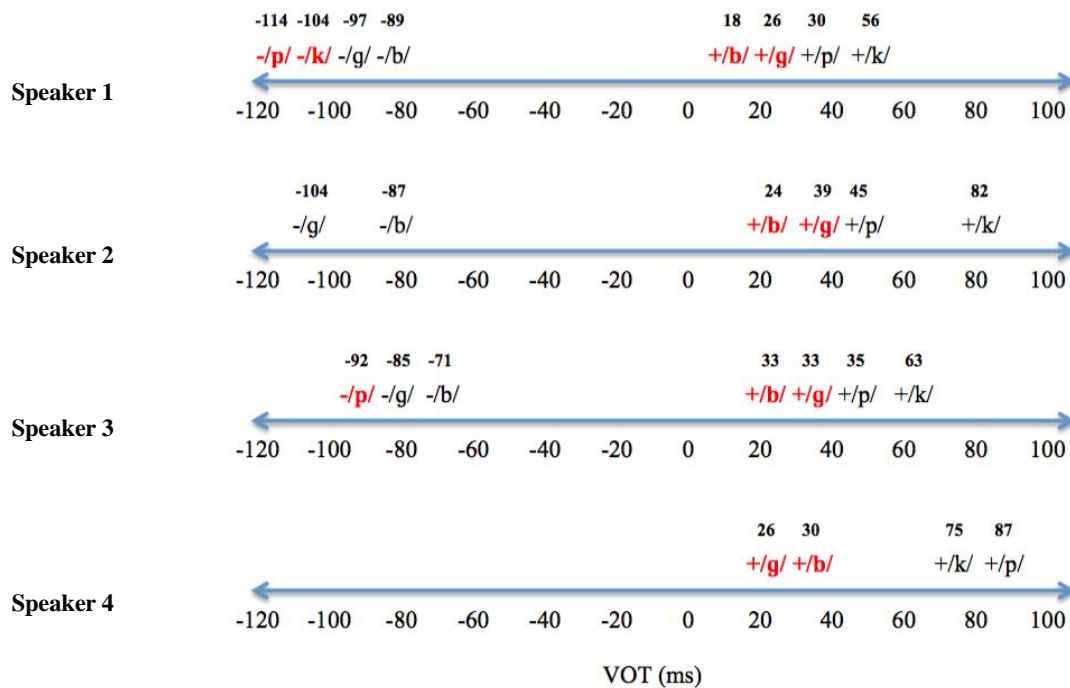 -114 -104 -97 -89 18 26 30 56
-/p/ -/k/ -/g/ -/b/ +/b/ +/g/ +/p/ +/k/
Speaker 1
-120 -100 -80 -60 -40 -20 0 20 40 60 80 100
-104 -87 24 39 45 82
-/g/ -/b/ +/b/ +/g/ +/p/ +/k/
Speaker 2
-120 -100 -80 -60 -40 -20 0 20 40 60 80 100
-92 -85 -71 33 33 35 63
-/p/ -/g/ -/b/ +/b/ +/g/ +/p/ +/k/
Speaker 3
-120 -100 -80 -60 -40 -20 0 20 40 60 80 100
26 30 75 87
+/g/ +/b/ +/k/ +/p/
Speaker 4
-120 -100 -80 -60 -40 -20 0 20 40 60 80 100
VOT (ms)